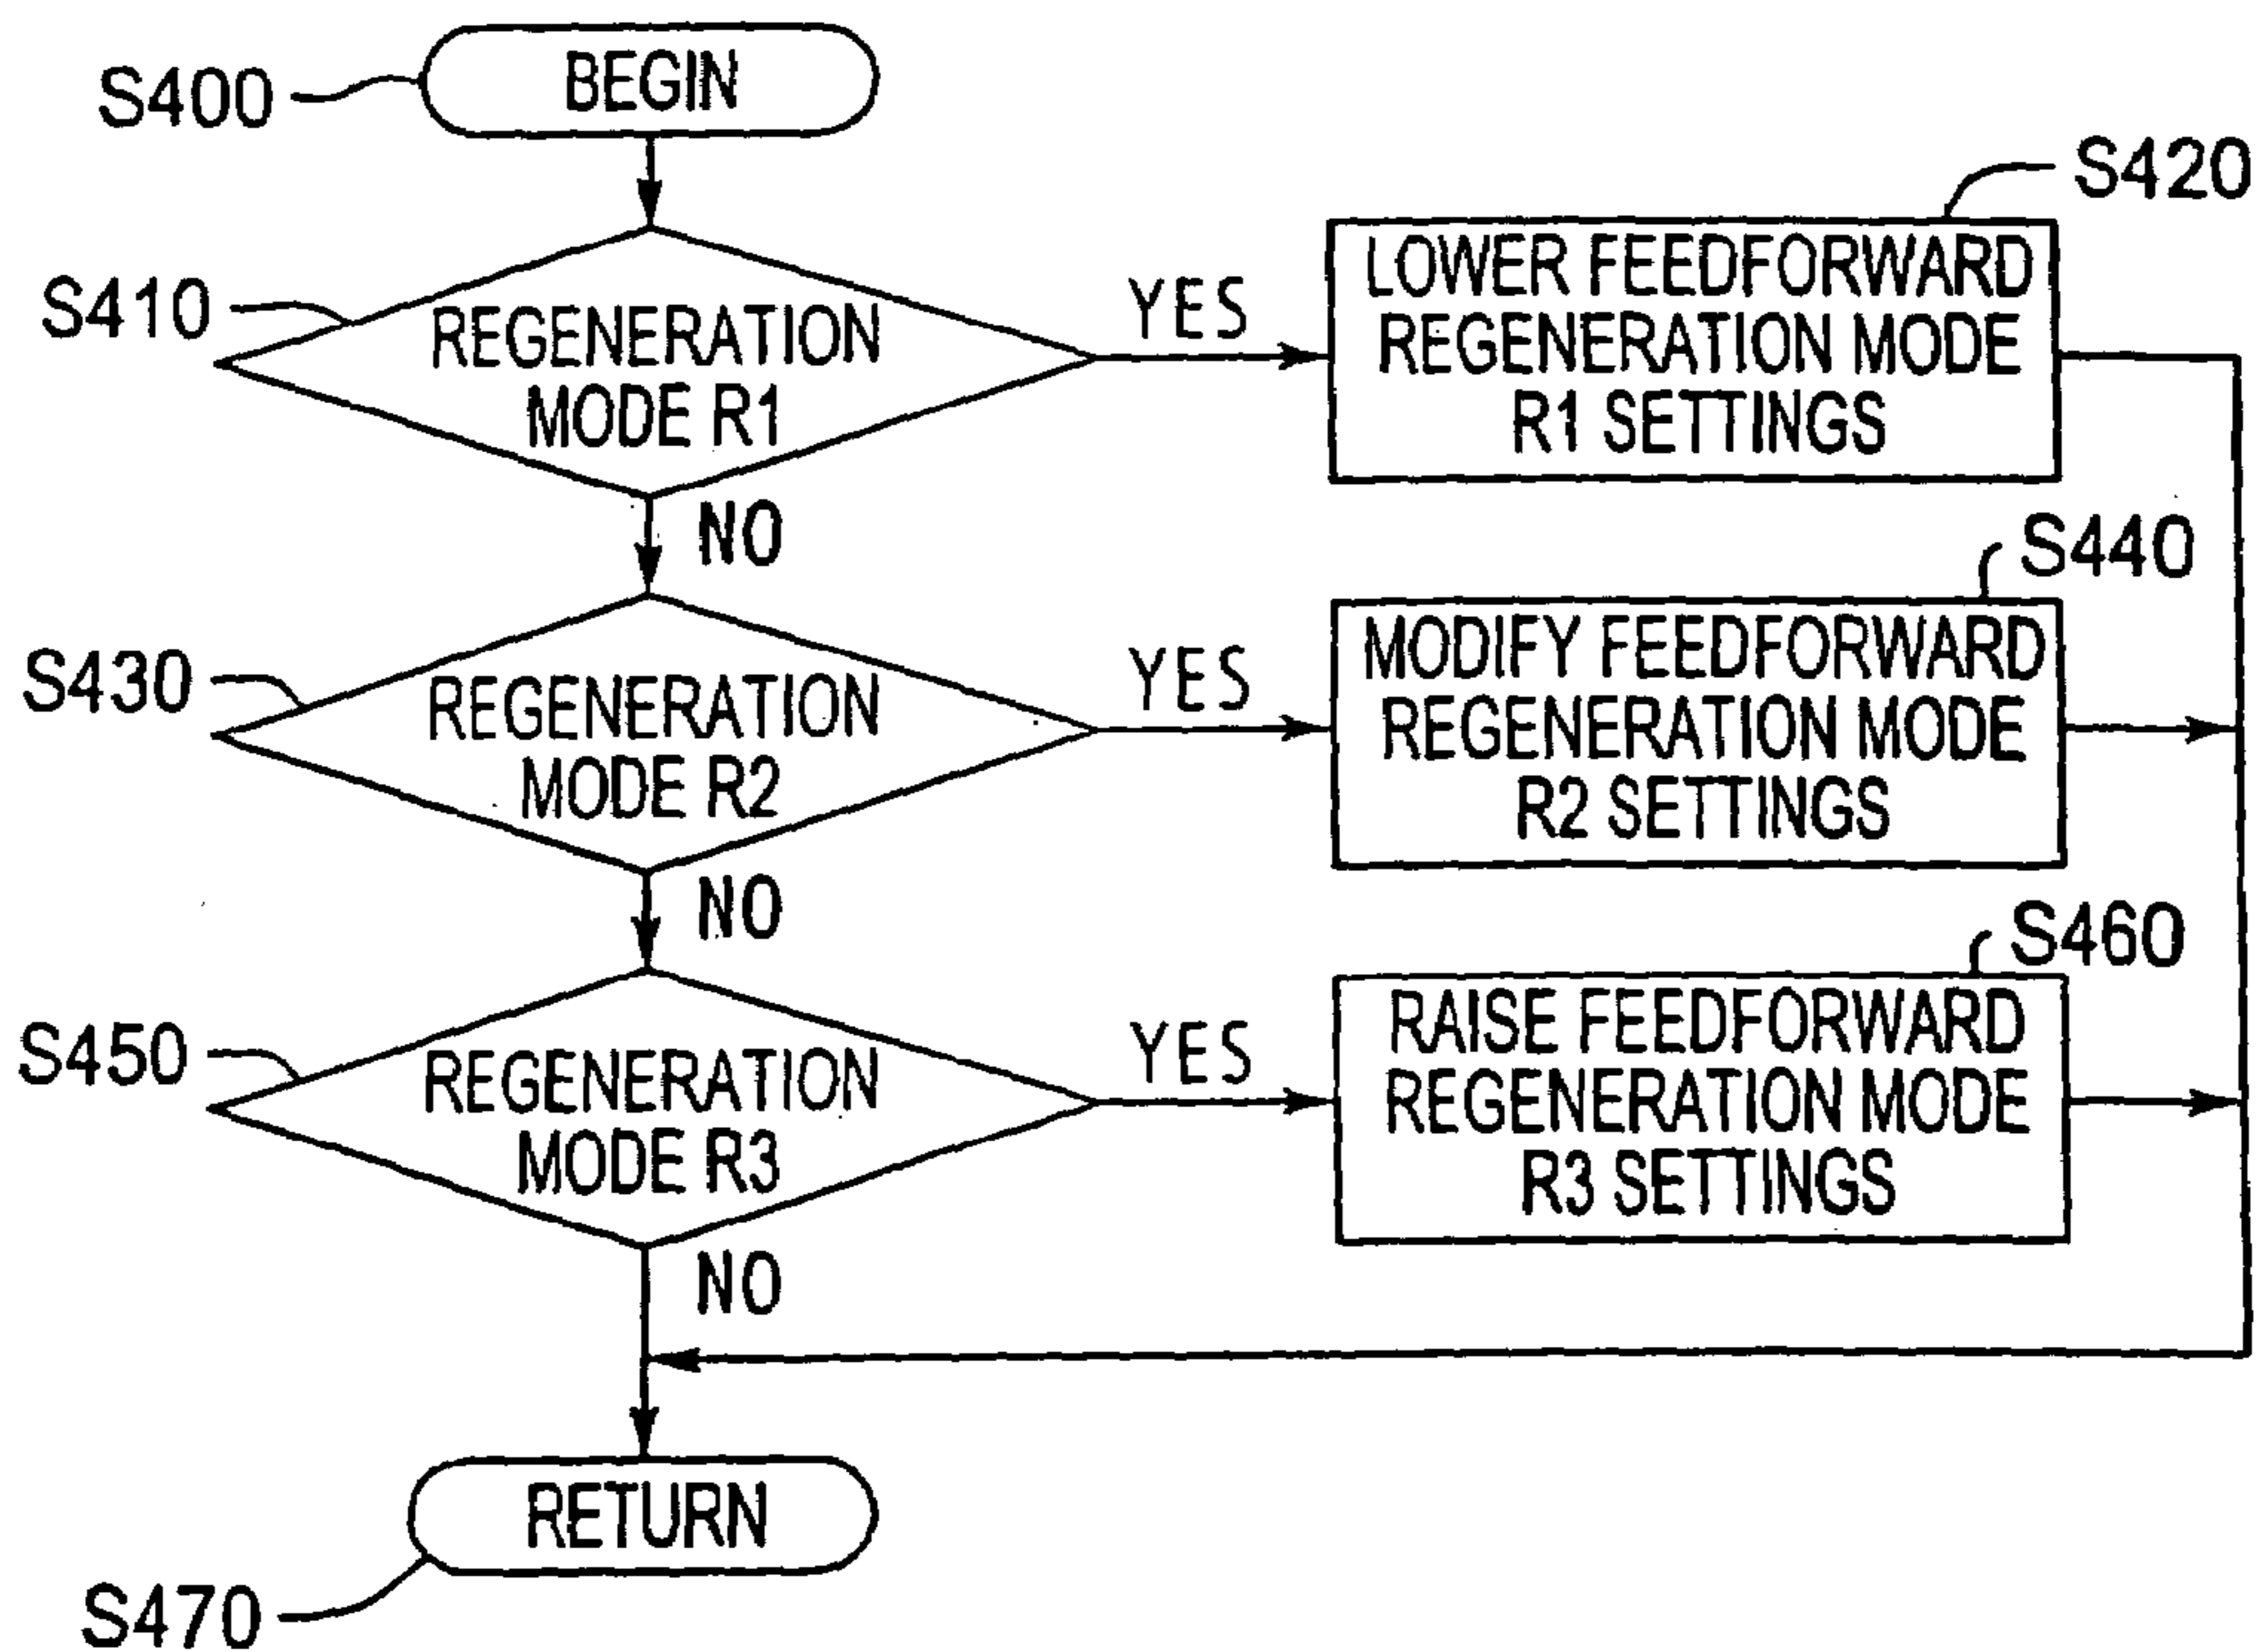 S400
BEGIN
S410
REGENERATION
MODE R1
YES
S420
LOWER FEEDFORWARD
REGENERATION MODE
R1 SETTINGS
NO
S430
REGENERATION
MODE R2
YES
S440
MODIFY FEEDFORWARD
REGENERATION MODE
R2 SETTINGS
NO
S450
REGENERATION
MODE R3
YES
S460
RAISE FEEDFORWARD
REGENERATION MODE
R3 SETTINGS
NO
RETURN
S470